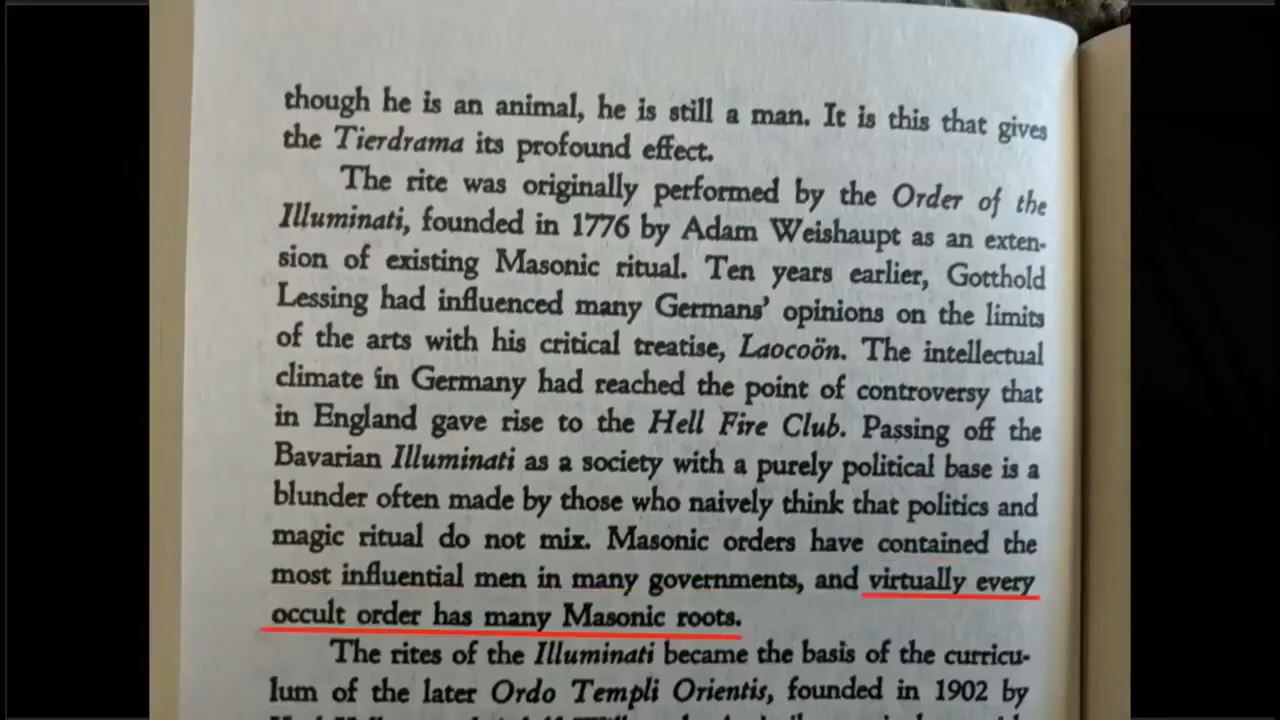 though he is an animal, he is still a man. It is this that gives
the Tierdrama its profound effect.
The rite was originally performed by the Order of the
Illuminati, founded in 1776 by Adam Weishaupt as an exten-
sion of existing Masonic ritual. Ten years earlier, Gotthold
Lessing had influenced many Germans' opinions on the limits
of the arts with his critical treatise, Laocoön. The intellectual
climate in Germany had reached the point of controversy that
in England gave rise to the Hell Fire Club. Passing off the
Bavarian Illuminati as a society with a purely political base is a
blunder often made by those who naively think that politics and
magic ritual do not mix. Masonic orders have contained the
most influential men in many governments, and virtually every
occult order has many Masonic roots.
The rites of the Illuminati became the basis of the curricu-
lum of the later Ordo Templi Orientis, founded in 1902 by